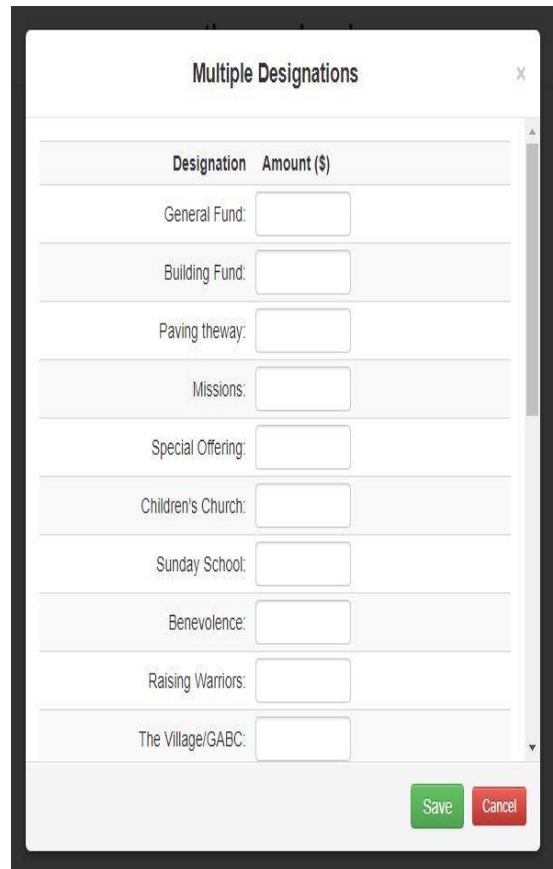 Multiple Designations
x
Designation Amount ($)
General Fund:
Building Fund:
Paving theway:
Missions:
Special Offering:
Children's Church:
Sunday School:
Benevolence:
Raising Warriors:
The Village/GABC:
Save Cancel